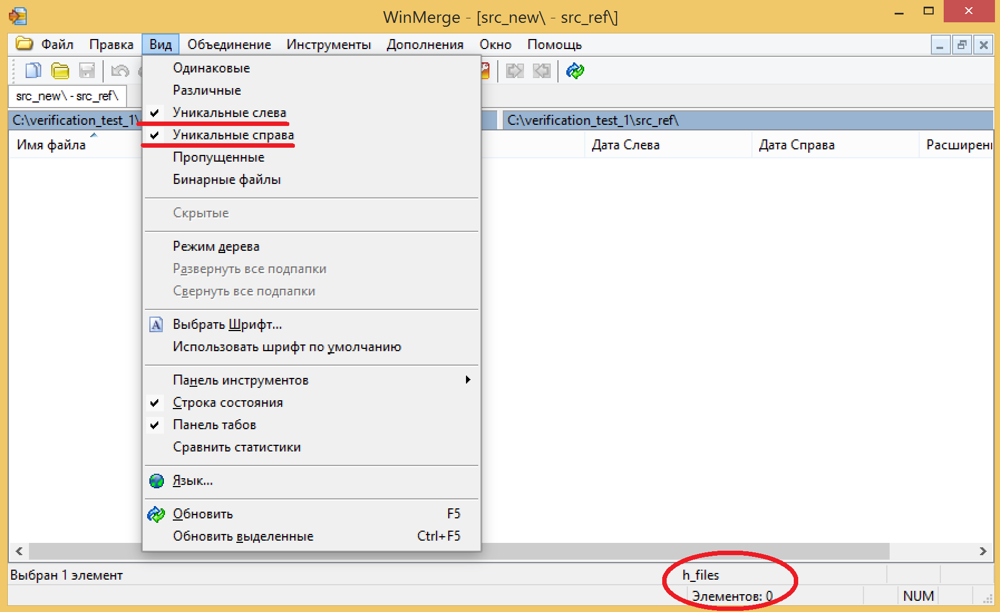 WinMerge - [src_new\ - src_ref\]
Файл Правка Вид Объединение Инструменты Дополнения Окно Помощь
src_new\ - src_ref\
C:\verification_test_1\ C:\verification_test_1\src_ref\
Имя файла Дата Слева Дата Справа Расширени
Одинаковые
Различные
Уникальные слева
Уникальные справа
Пропущенные
Бинарные файлы
Скрытые
Режим дерева
Развернуть все подпапки
Свернуть все подпапки
Выбрать Шрифт...
Использовать шрифт по умолчанию
Панель инструментов
Строка состояния
Панель табов
Сравнить статистики
Язык...
Обновить F5
Обновить выделенные Ctrl+F5
Выбран 1 элемент h_files
Элементов: 0 NUM